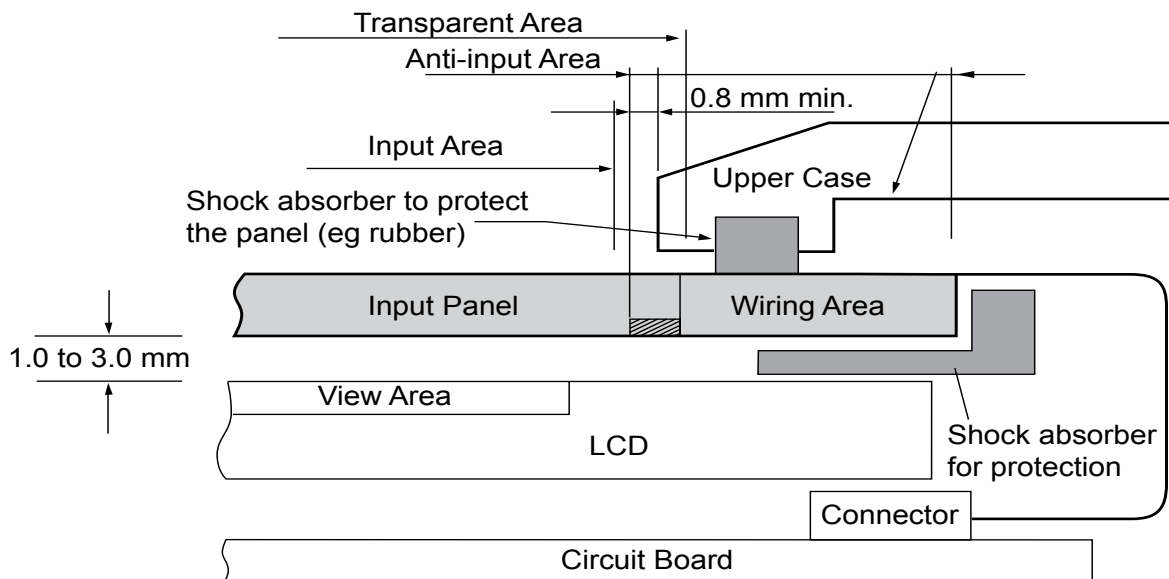 Transparent Area
Anti-input Area
0.8 mm min.
Input Area
Upper Case
Shock absorber to protect
the panel (eg rubber)
Input Panel
Wiring Area
1.0 to 3.0 mm
View Area
LCD
Shock absorber
for protection
Connector
Circuit Board